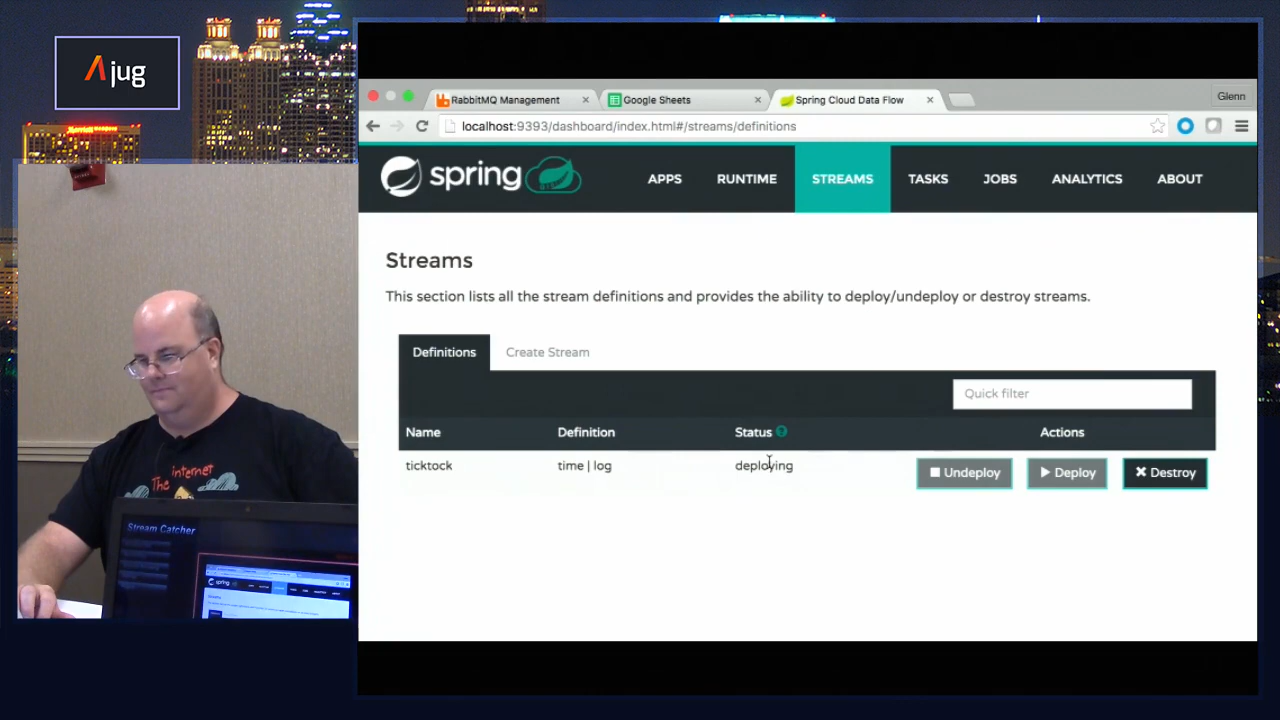 jug
RabbitMQ Management
Google Sheets
Spring Cloud Data Flow
Glenn
localhost:9393/dashboard/index.html#/streams/definitions
spring
APPS
RUNTIME
STREAMS
TASKS
JOBS
ANALYTICS
ABOUT
Streams
This section lists all the stream definitions and provides the ability to deploy/undeploy or destroy streams.
Definitions
Create Stream
Quick filter
Name
Definition
Status
Actions
ticktock
time | log
deploying
Undeploy
Deploy
Destroy
The internet
Stream Catcher
spring